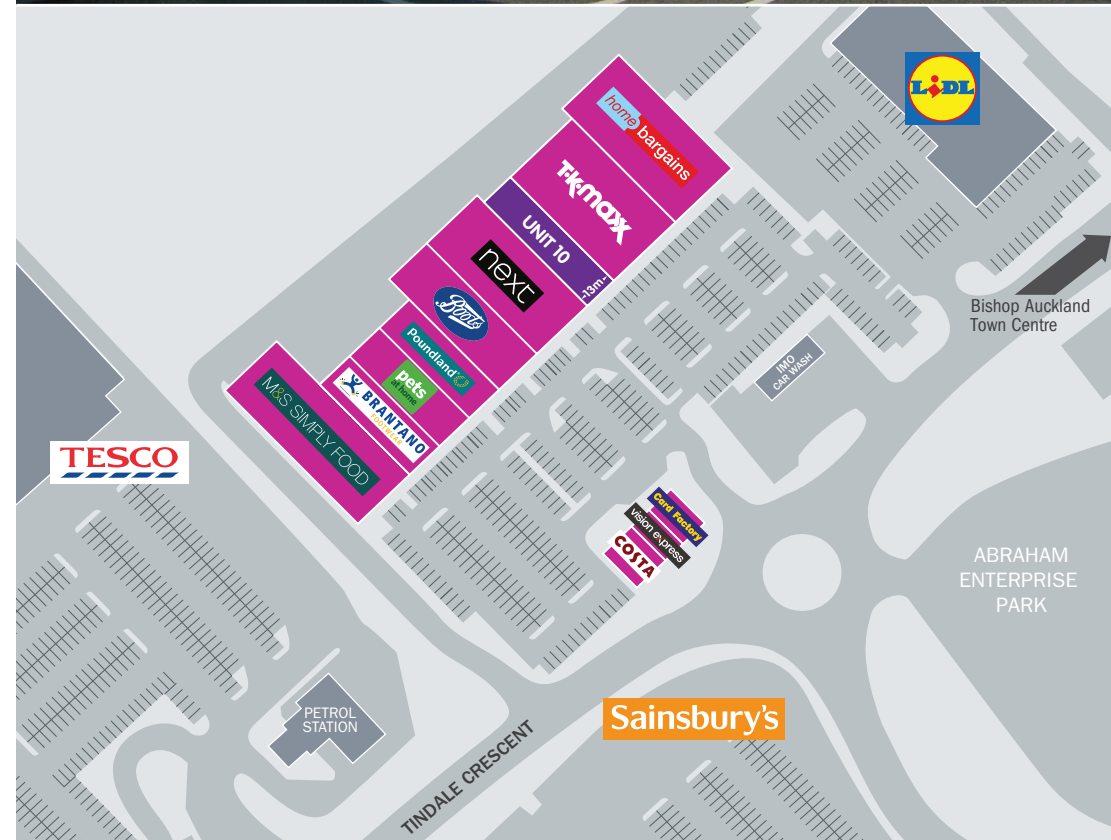 LIDL
home
bargains
T·K·maxx
UNIT 10
-13m-
next
Boots
Poundland
pets
at home
BRANTANO
FOOTWEAR
M&S SIMPLY FOOD
TESCO
Bishop Auckland
Town Centre
IMO
CAR WASH
Card Factory
vision express
COSTA
ABRAHAM
ENTERPRISE
PARK
PETROL
STATION
Sainsbury's
TINDALE CRESCENT